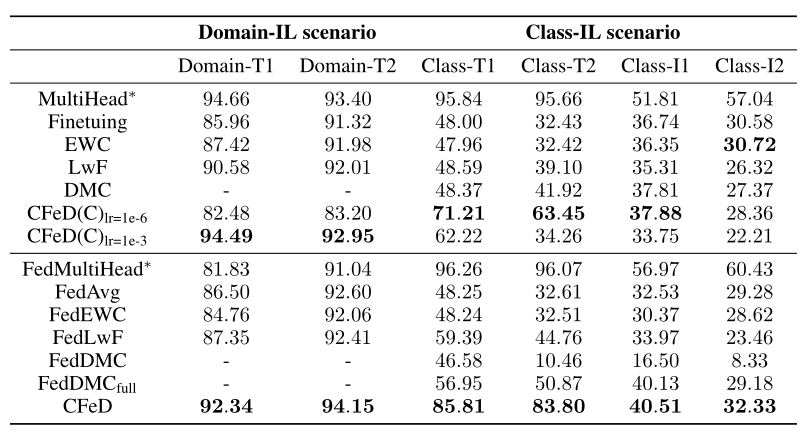 Domain-IL scenario Class-IL scenario
Domain-T1 Domain-T2 Class-T1 Class-T2 Class-I1 Class-I2
MultiHead* 94.66 93.40 95.84 95.66 51.81 57.04
Finetuing 85.96 91.32 48.00 32.43 36.74 30.58
EWC 87.42 91.98 47.96 32.42 36.35 30.72
LwF 90.58 92.01 48.59 39.10 35.31 26.32
DMC - - 48.37 41.92 37.81 27.37
CFeD(C)lr=1e-6 82.48 83.20 71.21 63.45 37.88 28.36
CFeD(C)lr=1e-3 94.49 92.95 62.22 34.26 33.75 22.21
FedMultiHead* 81.83 91.04 96.26 96.07 56.97 60.43
FedAvg 86.50 92.60 48.25 32.61 32.53 29.28
FedEWC 84.76 92.06 48.24 32.51 30.37 28.62
FedLwF 87.35 92.41 59.39 44.76 33.97 23.46
FedDMC - - 46.58 10.46 16.50 8.33
FedDMCfull - - 56.95 50.87 40.13 29.18
CFeD 92.34 94.15 85.81 83.80 40.51 32.33